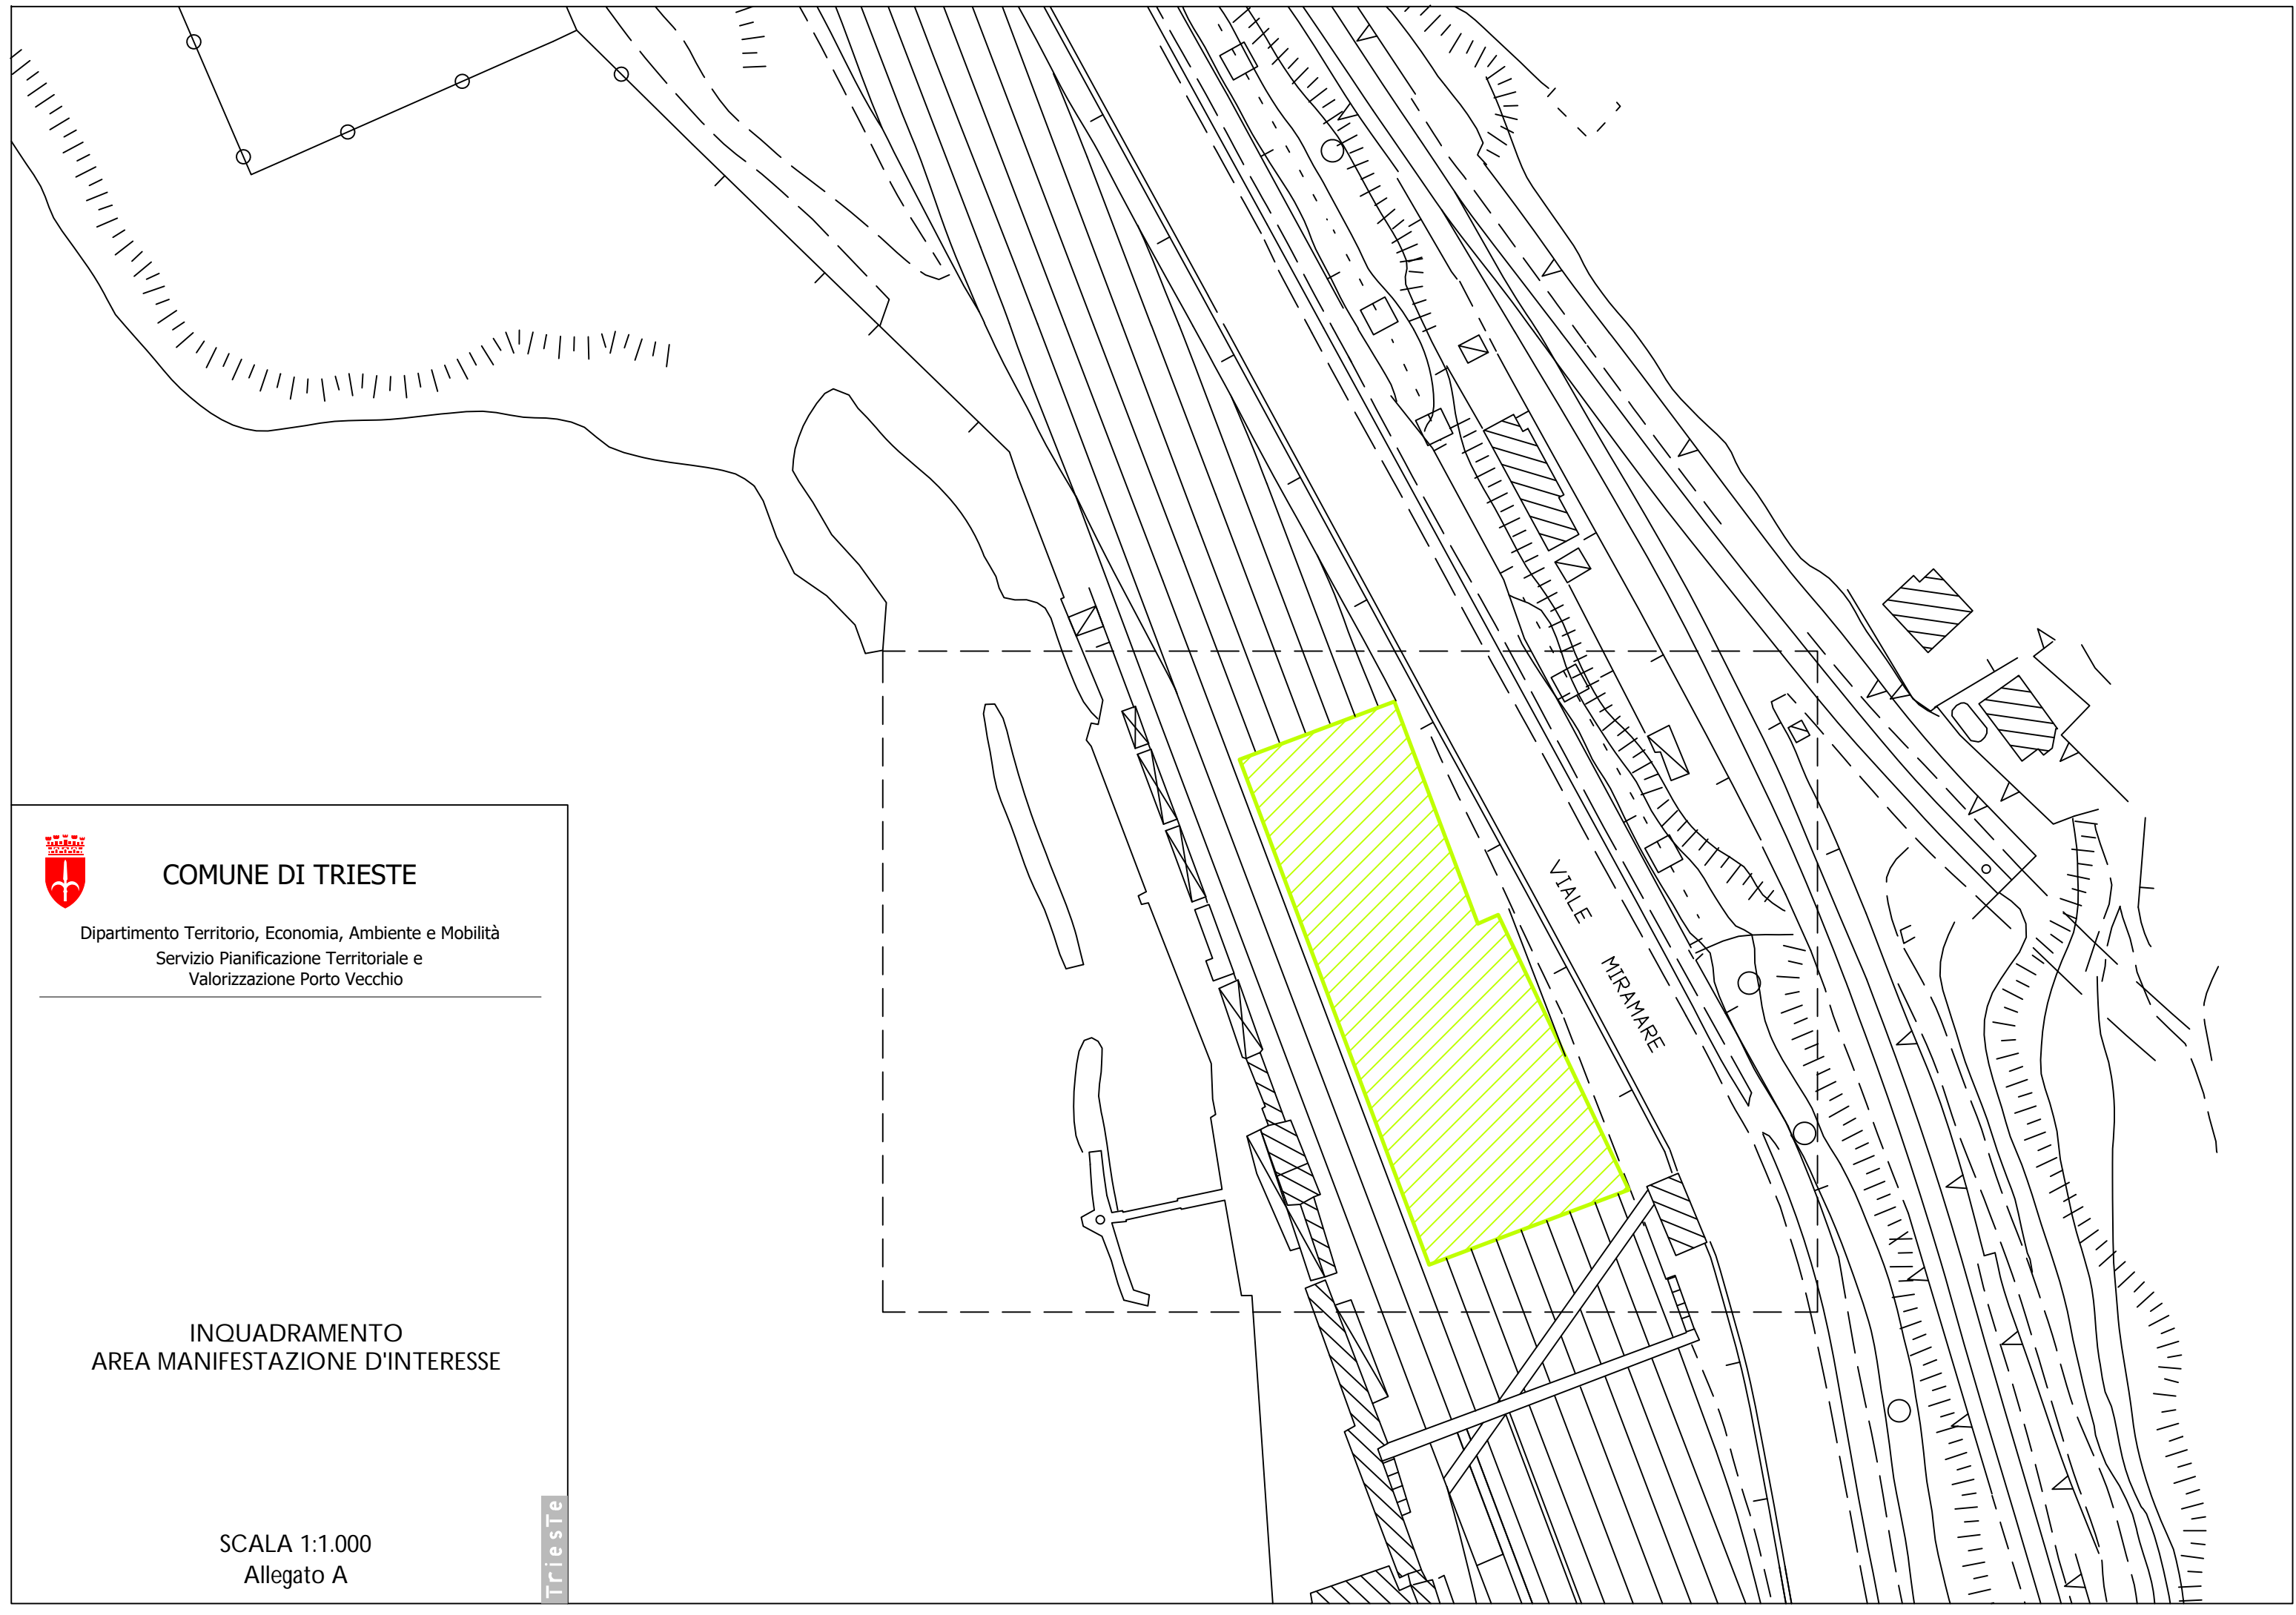 COMUNE DI TRIESTE
Dipartimento Territorio, Economia, Ambiente e Mobilità
Servizio Pianificazione Territoriale e
Valorizzazione Porto Vecchio
INQUADRAMENTO
AREA MANIFESTAZIONE D'INTERESSE
SCALA 1:1.000
Allegato A
TriesTe
VIALE MIRAMARE